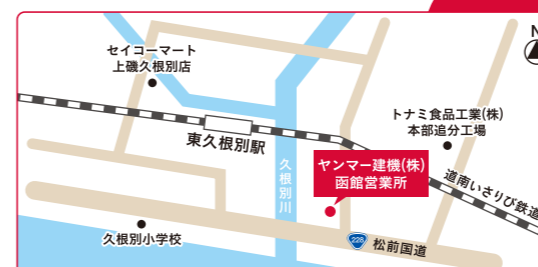 N
セイコーマート
上磯久根別店
トナミ食品工業(株)
本部追分工場
東久根別駅
ヤンマー建機(株)
函館営業所
久根別川
道南いさりび鉄道
久根別小学校
228
松前国道